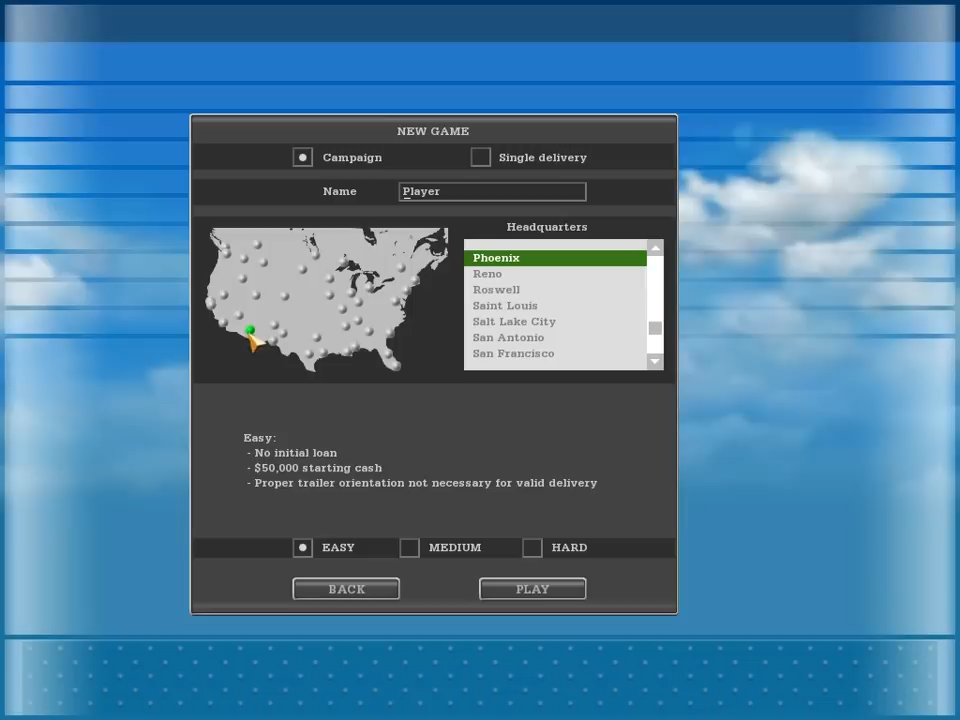 NEW GAME
Campaign
Single delivery
Name
Player
Headquarters
Phoenix
Reno
Roswell
Saint Louis
Salt Lake City
San Antonio
San Francisco
Easy:
- No initial loan
- $50,000 starting cash
- Proper trailer orientation not necessary for valid delivery
EASY
MEDIUM
HARD
BACK
PLAY